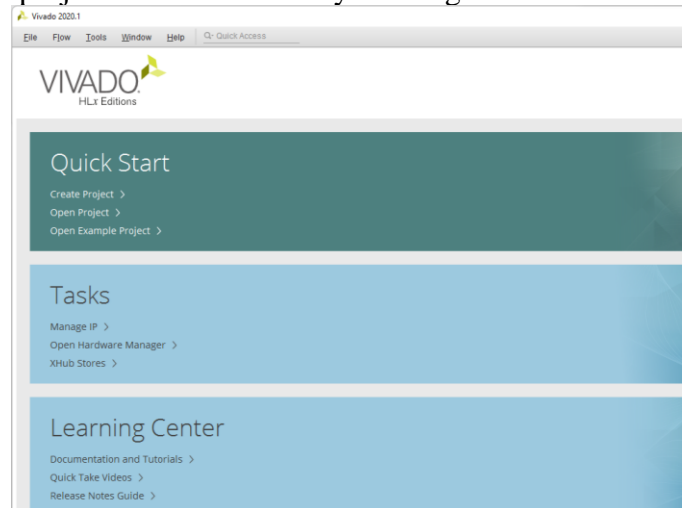 Vivado 2020.1
File Flow Tools Window Help Q- Quick Access
VIVADO.
HLx Editions
Quick Start
Create Project >
Open Project >
Open Example Project >
Tasks
Manage IP >
Open Hardware Manager >
XHub Stores >
Learning Center
Documentation and Tutorials >
Quick Take Videos >
Release Notes Guide >